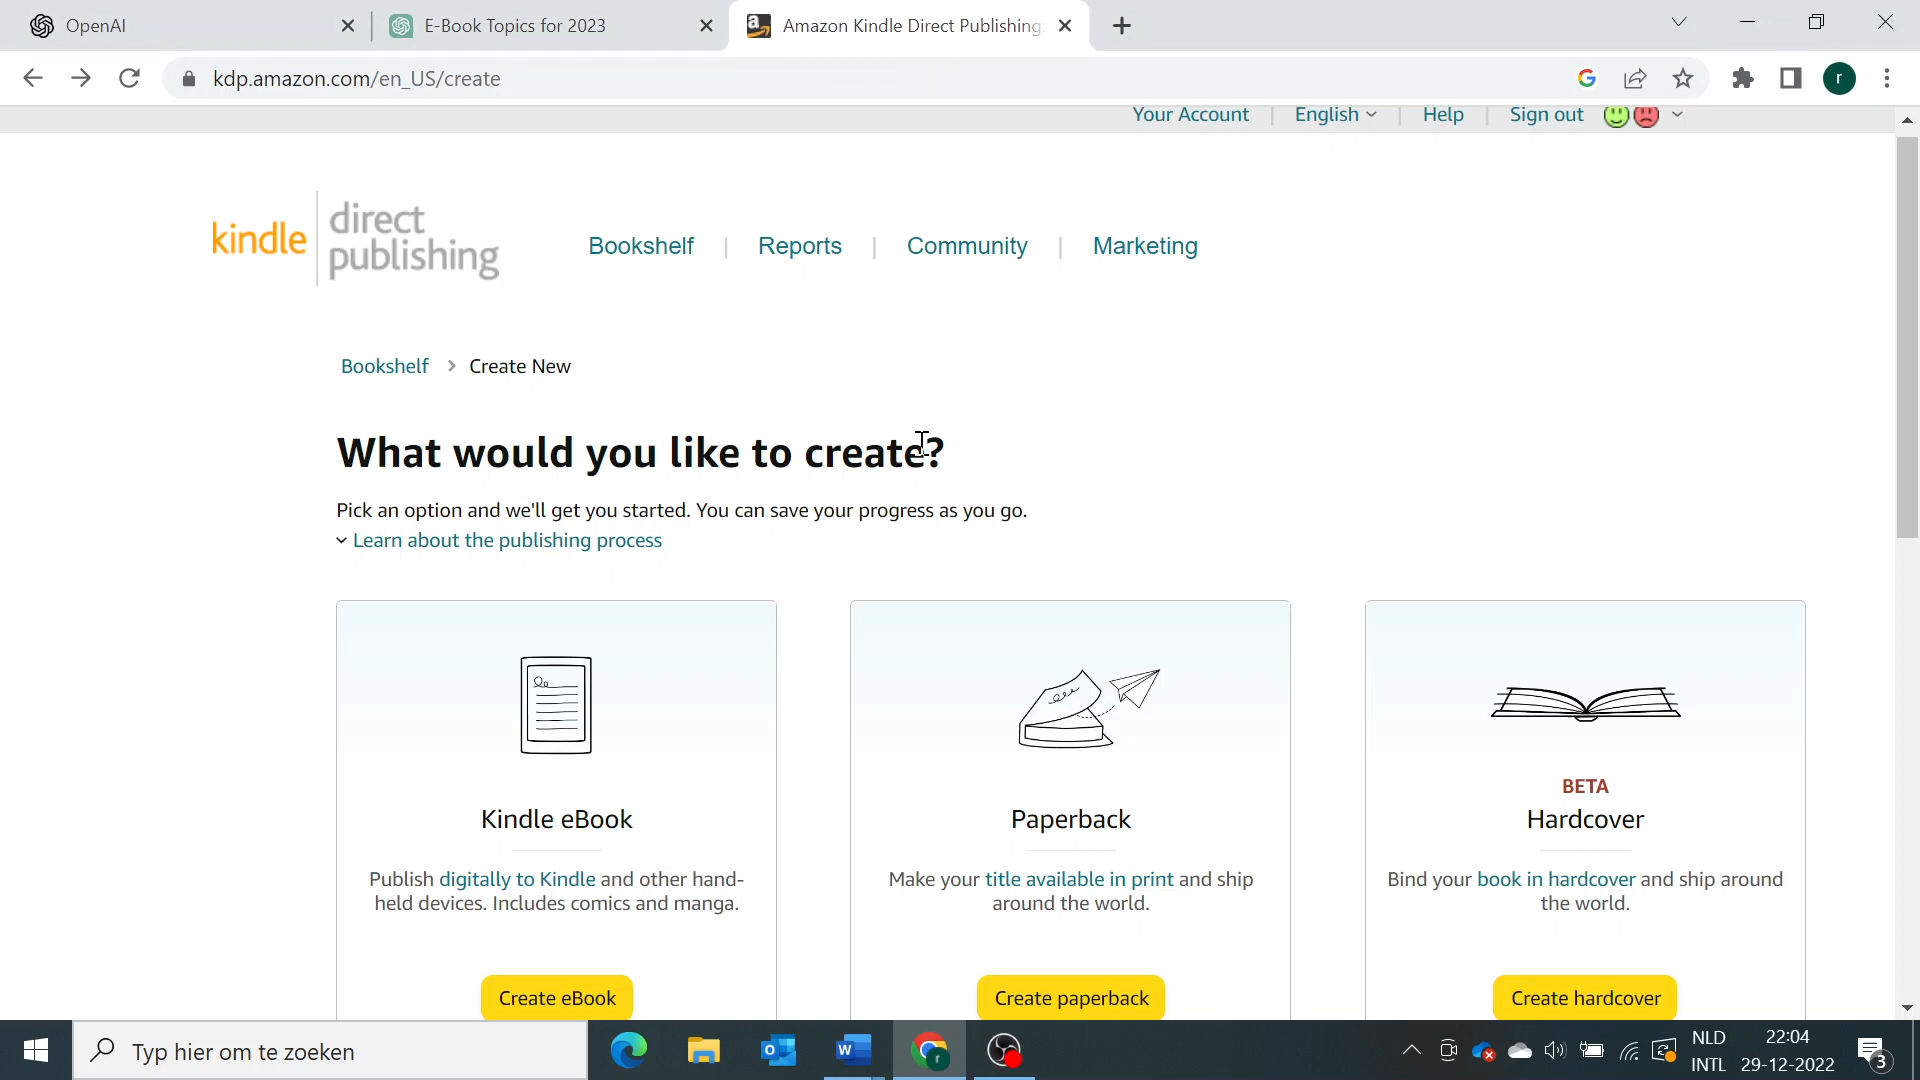 OpenAI
E-Book Topics for 2023
Amazon Kindle Direct Publishing:
kdp.amazon.com/en_US/create
r
Your Account
English
Help
Sign out
kindle direct publishing
Bookshelf
Reports
Community
Marketing
Bookshelf > Create New
What would you like to create?
Pick an option and we'll get you started. You can save your progress as you go.
Learn about the publishing process
Kindle eBook
Publish digitally to Kindle and other hand-
held devices. Includes comics and manga.
Create eBook
Paperback
Make your title available in print and ship
around the world.
Create paperback
BETA
Hardcover
Bind your book in hardcover and ship around
the world.
Create hardcover
Typ hier om te zoeken
NLD
INTL
22:04
29-12-2022
3